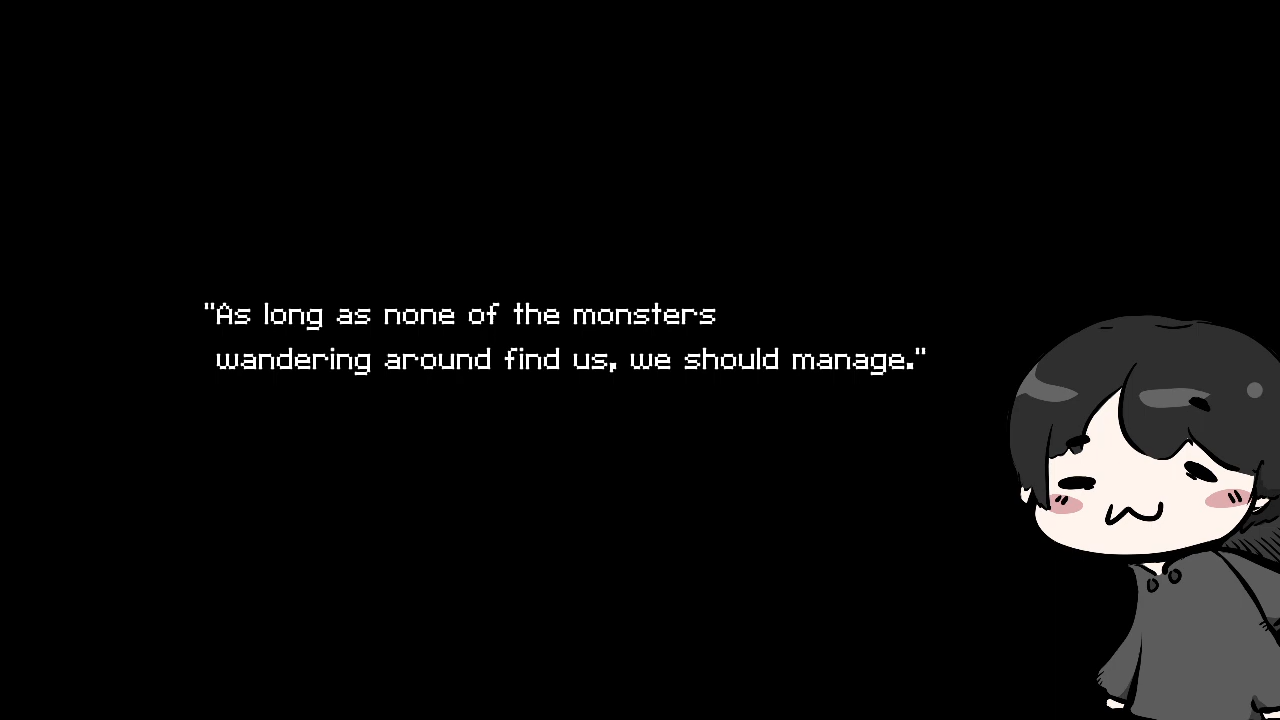 "As long as none of the monsters
wandering around find us, we should manage."